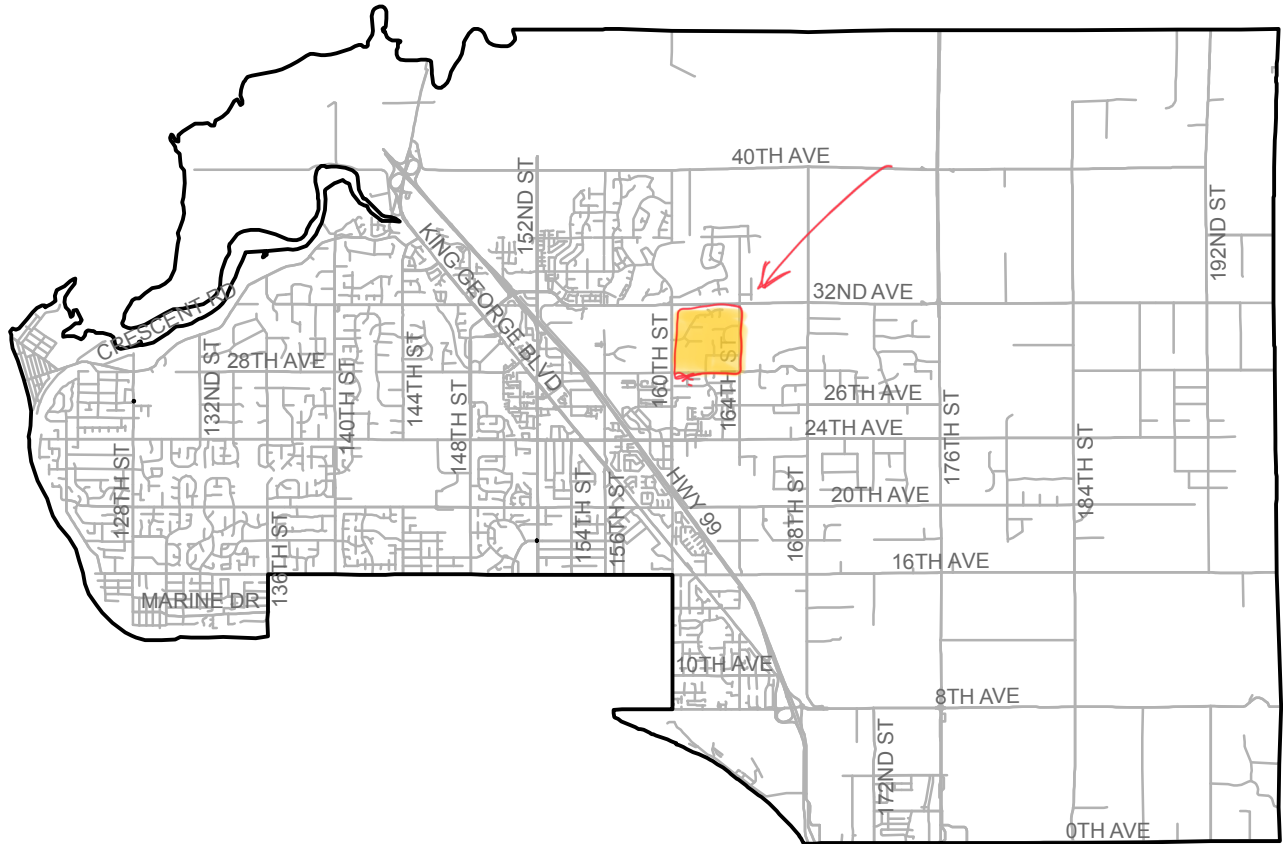 40TH AVE
152ND ST
192ND ST
KING GEORGE BLVD
32ND AVE
CRESCENT RD
160TH ST
164TH ST
28TH AVE
132ND ST
144TH ST
140TH ST
148TH ST
26TH AVE
24TH AVE
176TH ST
184TH ST
128TH ST
HWY 99
154TH ST
156TH ST
168TH ST
20TH AVE
136TH ST
16TH AVE
MARINE DR
10TH AVE
8TH AVE
172ND ST
0TH AVE